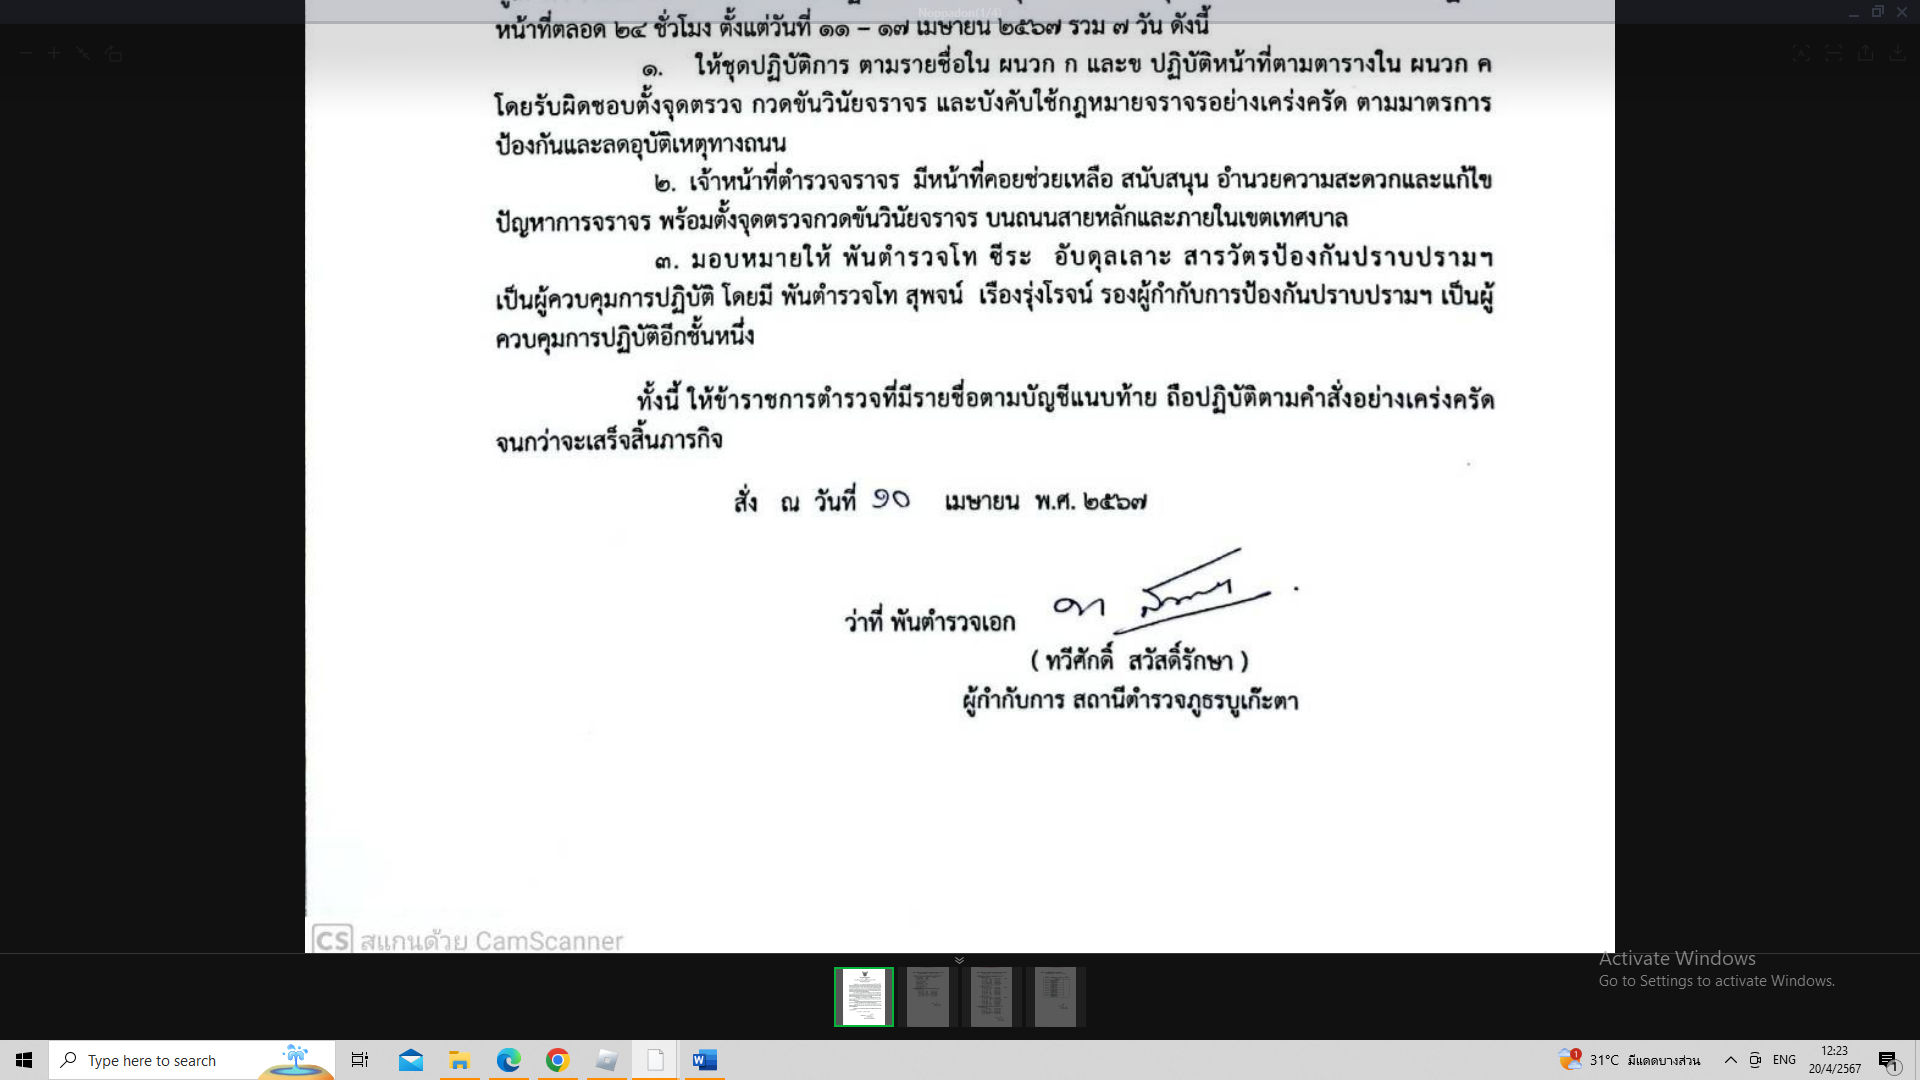 Noppadon(1/4)
หน้าที่ตลอด ๒๔ ชั่วโมง ตั้งแต่วันที่ ๑๑ – ๑๗ เมษายน ๒๕๖๗ รวม ๗ วัน ดังนี้
๑. ให้ชุดปฏิบัติการ ตามรายชื่อใน ผนวก ก และข ปฏิบัติหน้าที่ตามตารางใน ผนวก ค
โดยรับผิดชอบตั้งจุดตรวจ กวดขันวินัยจราจร และบังคับใช้กฎหมายจราจรอย่างเคร่งครัด ตามมาตรการ
ป้องกันและลดอุบัติเหตุทางถนน
๒. เจ้าหน้าที่ตำรวจจราจร มีหน้าที่คอยช่วยเหลือ สนับสนุน อำนวยความสะดวกและแก้ไข
ปัญหาการจราจร พร้อมตั้งจุดตรวจกวดขันวินัยจราจร บนถนนสายหลักและภายในเขตเทศบาล
๓. มอบหมายให้ พันตำรวจโท ซีระ อับดุลเลาะ สารวัตรป้องกันปราบปรามฯ
เป็นผู้ควบคุมการปฏิบัติ โดยมี พันตำรวจโท สุพจน์ เรืองรุ่งโรจน์ รองผู้กำกับการป้องกันปราบปรามฯ เป็นผู้
ควบคุมการปฏิบัติอีกชั้นหนึ่ง
ทั้งนี้ ให้ข้าราชการตำรวจที่มีรายชื่อตามบัญชีแนบท้าย ถือปฏิบัติตามคำสั่งอย่างเคร่งครัด
จนกว่าจะเสร็จสิ้นภารกิจ
สั่ง ณ วันที่ ๑๐ เมษายน พ.ศ. ๒๕๖๗
ว่าที่ พันตำรวจเอก
( ทวีศักดิ์ สวัสดิ์รักษา )
ผู้กำกับการ สถานีตำรวจภูธรบูเก๊ะตา
CS สแกนด้วย CamScanner
Activate Windows
Go to Settings to activate Windows.
Type here to search
31°C มีแดดบางส่วน
ENG
12:23
20/4/2567